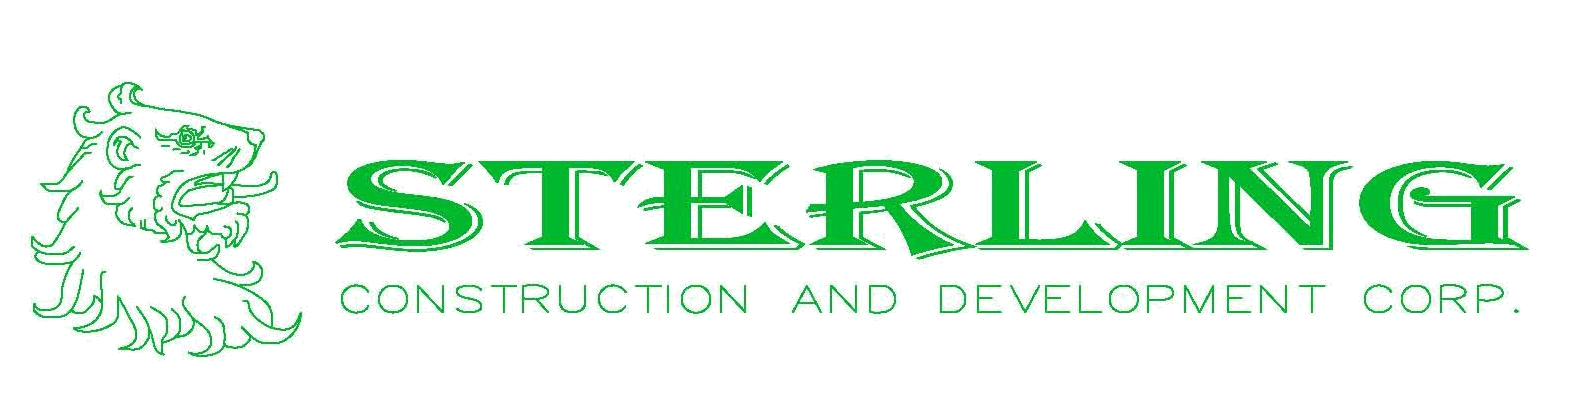 STERLING
CONSTRUCTION AND DEVELOPMENT CORP.